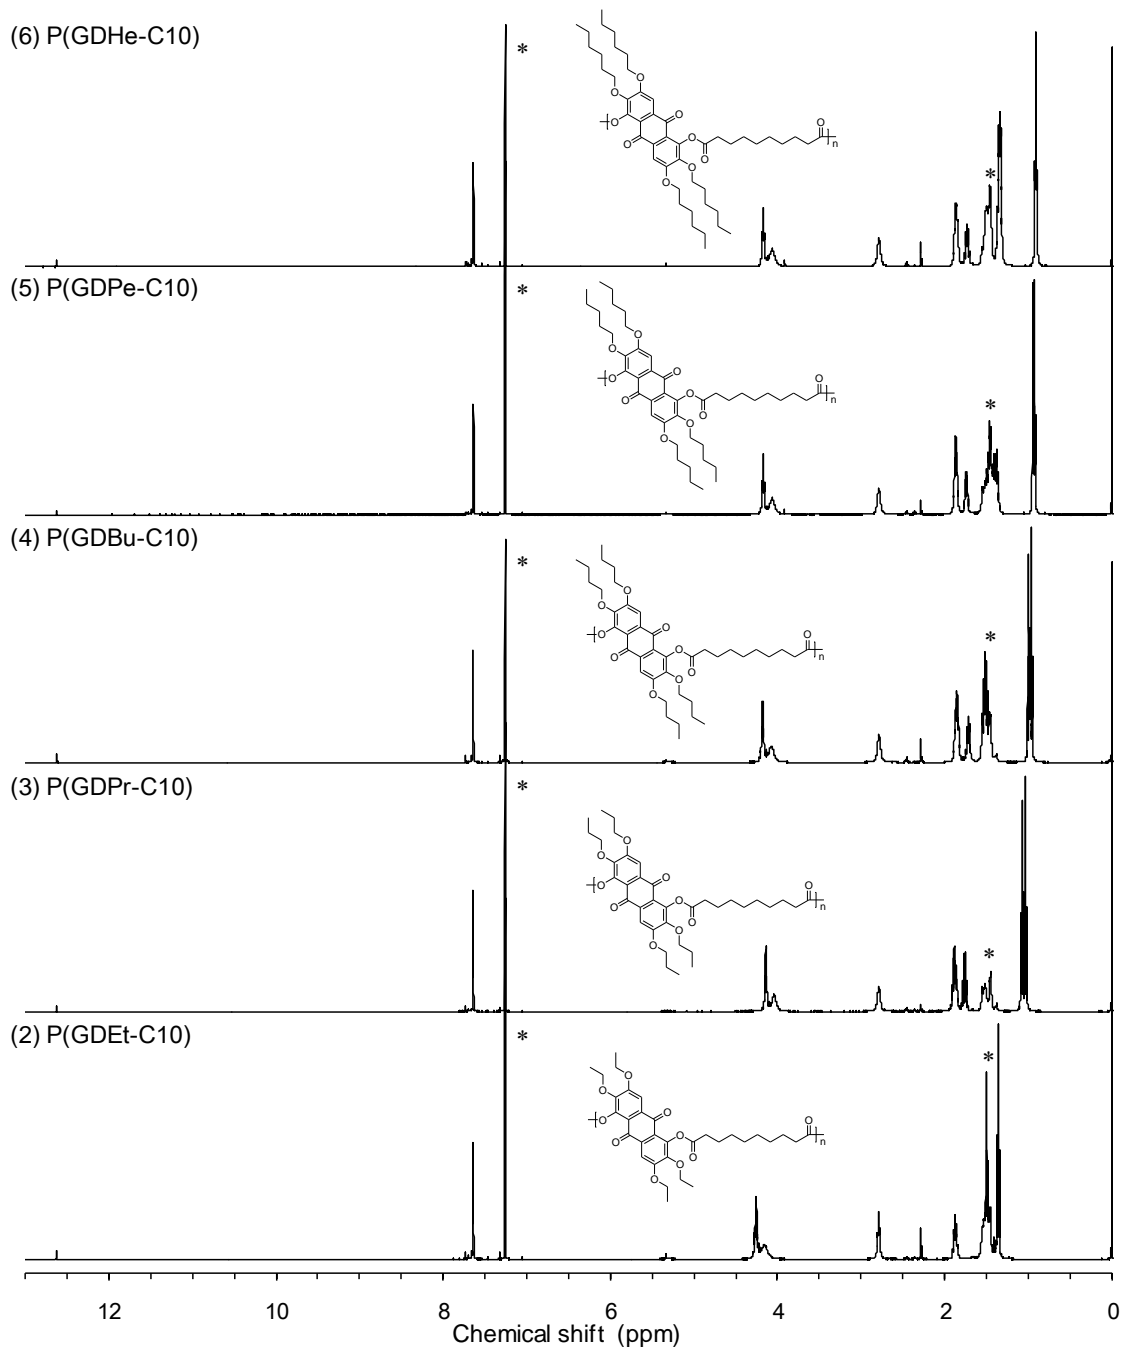 (6) P(GDHe-C10)
*
*
O
O
O
O
O
O
O
O
O
O
n
(5) P(GDPe-C10)
*
*
O
O
O
O
O
O
O
O
O
O
n
(4) P(GDBu-C10)
*
*
O
O
O
O
O
O
O
O
O
O
n
(3) P(GDPr-C10)
*
*
O
O
O
O
O
O
O
O
O
O
n
(2) P(GDEt-C10)
*
*
O
O
O
O
O
O
O
O
O
O
n
12 10 8 6 4 2 0
Chemical shift (ppm)